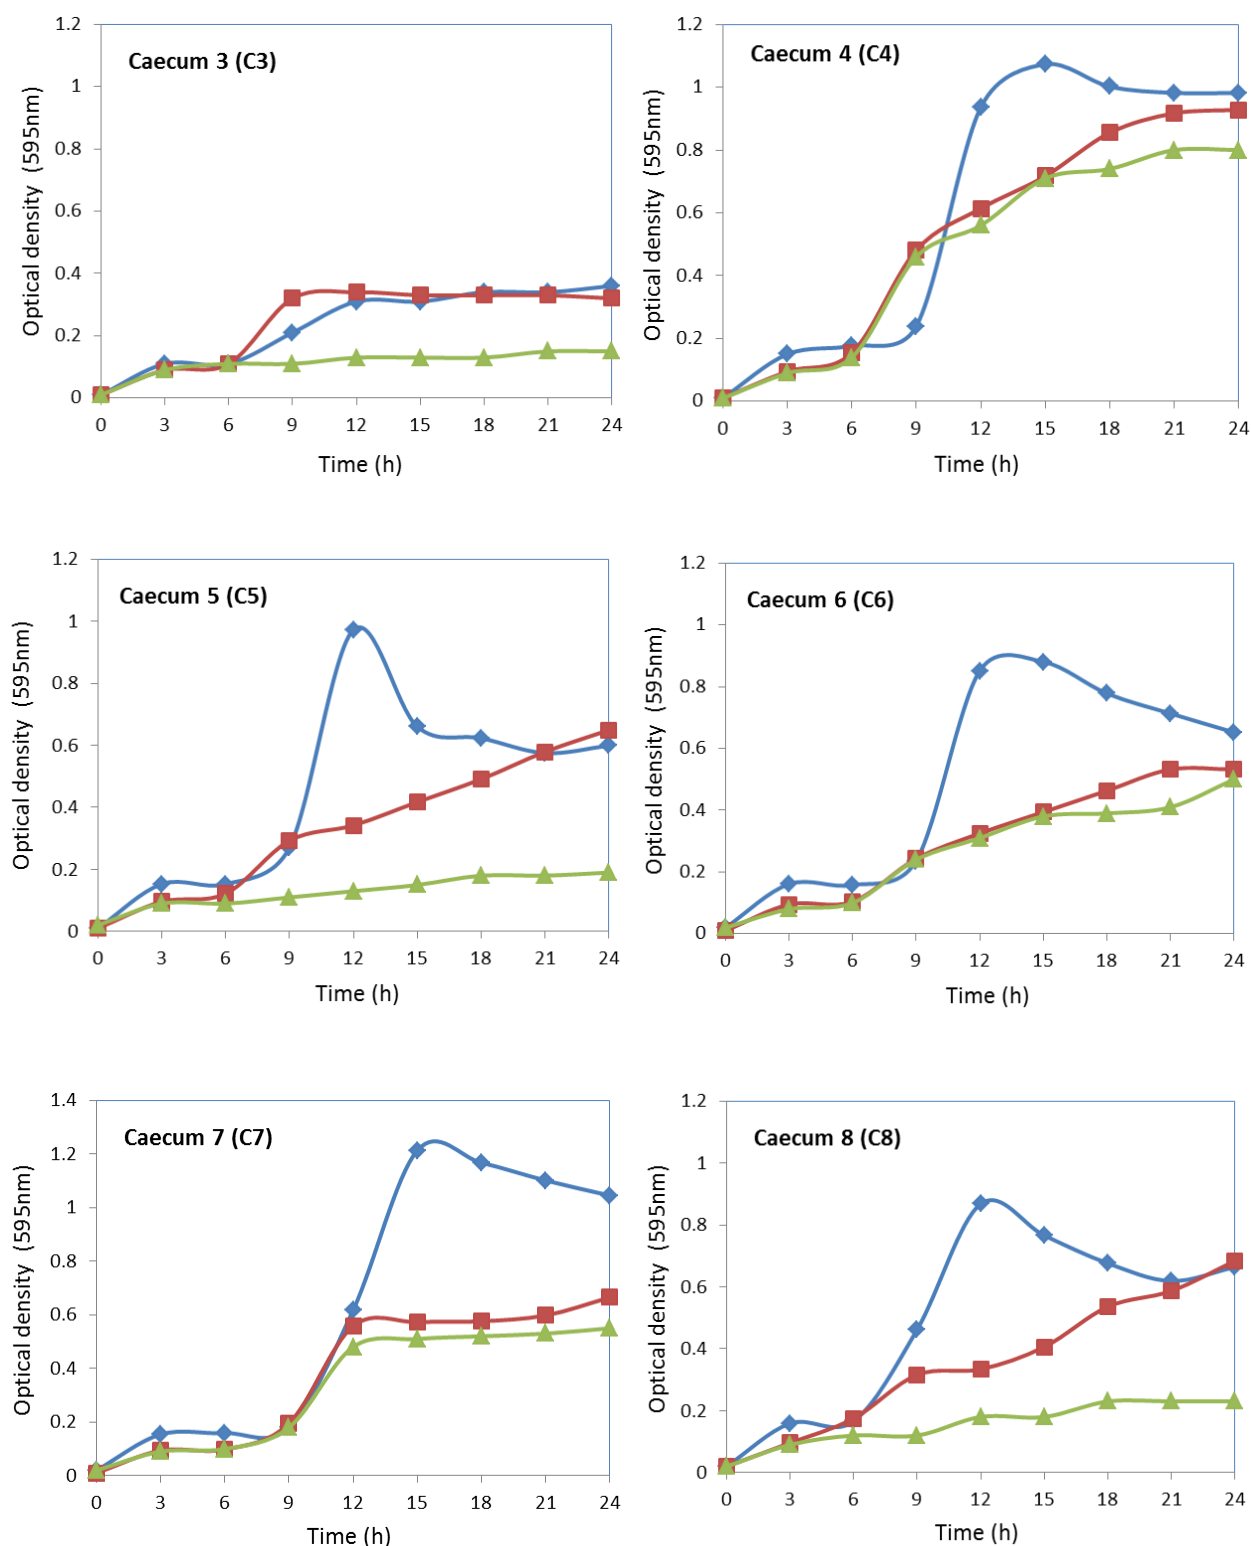 Caecum 3 (C3)
Optical density (595nm)
1.2
1
0.8
0.6
0.4
0.2
0
0 3 6 9 12 15 18 21 24
Time (h)
Caecum 4 (C4)
Optical density (595nm)
1.2
1
0.8
0.6
0.4
0.2
0
0 3 6 9 12 15 18 21 24
Time (h)
Caecum 5 (C5)
Optical density (595nm)
1.2
1
0.8
0.6
0.4
0.2
0
0 3 6 9 12 15 18 21 24
Time (h)
Caecum 6 (C6)
Optical density (595nm)
1.2
1
0.8
0.6
0.4
0.2
0
0 3 6 9 12 15 18 21 24
Time (h)
Caecum 7 (C7)
Optical density (595nm)
1.4
1.2
1
0.8
0.6
0.4
0.2
0
0 3 6 9 12 15 18 21 24
Time (h)
Caecum 8 (C8)
Optical density (595nm)
1.2
1
0.8
0.6
0.4
0.2
0
0 3 6 9 12 15 18 21 24
Time (h)